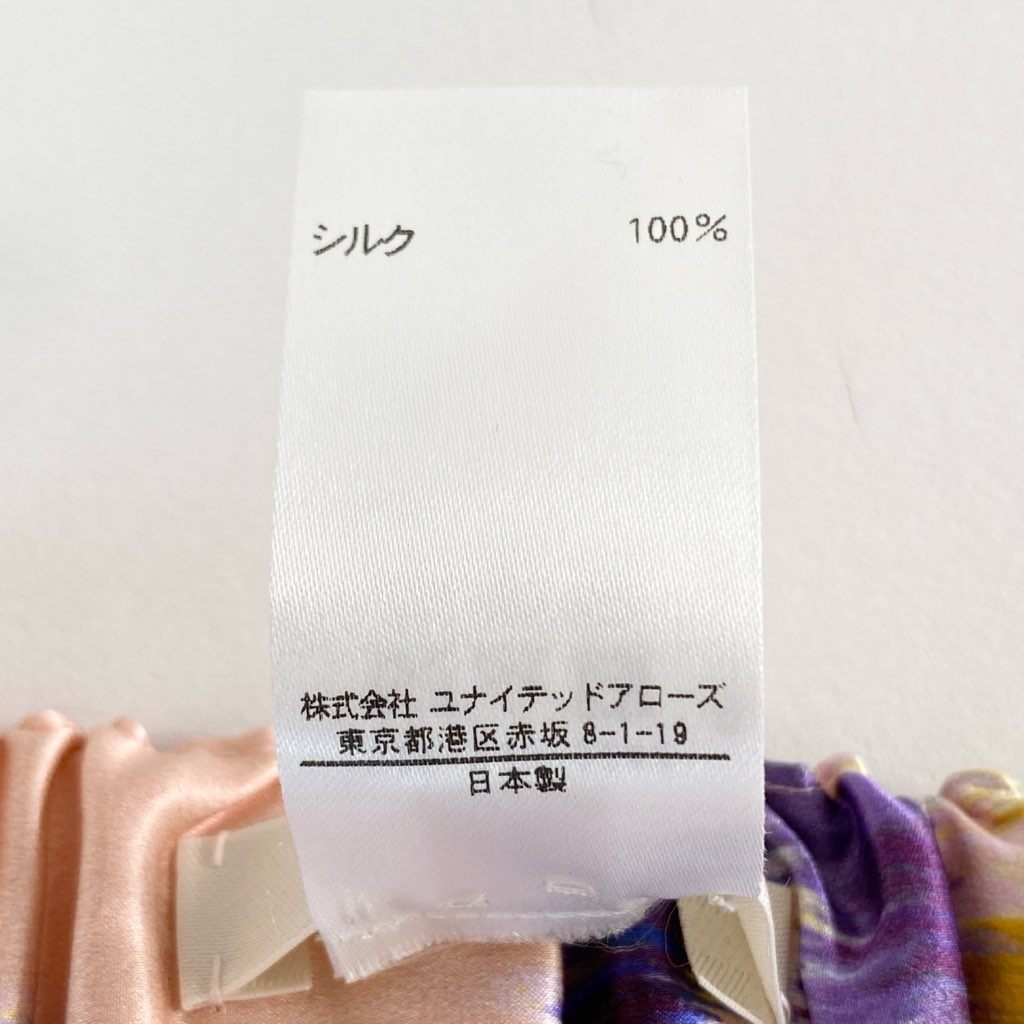 シルク 100%
株式会社 ユナイテッドアローズ
東京都港区赤坂 8-1-19
日本製